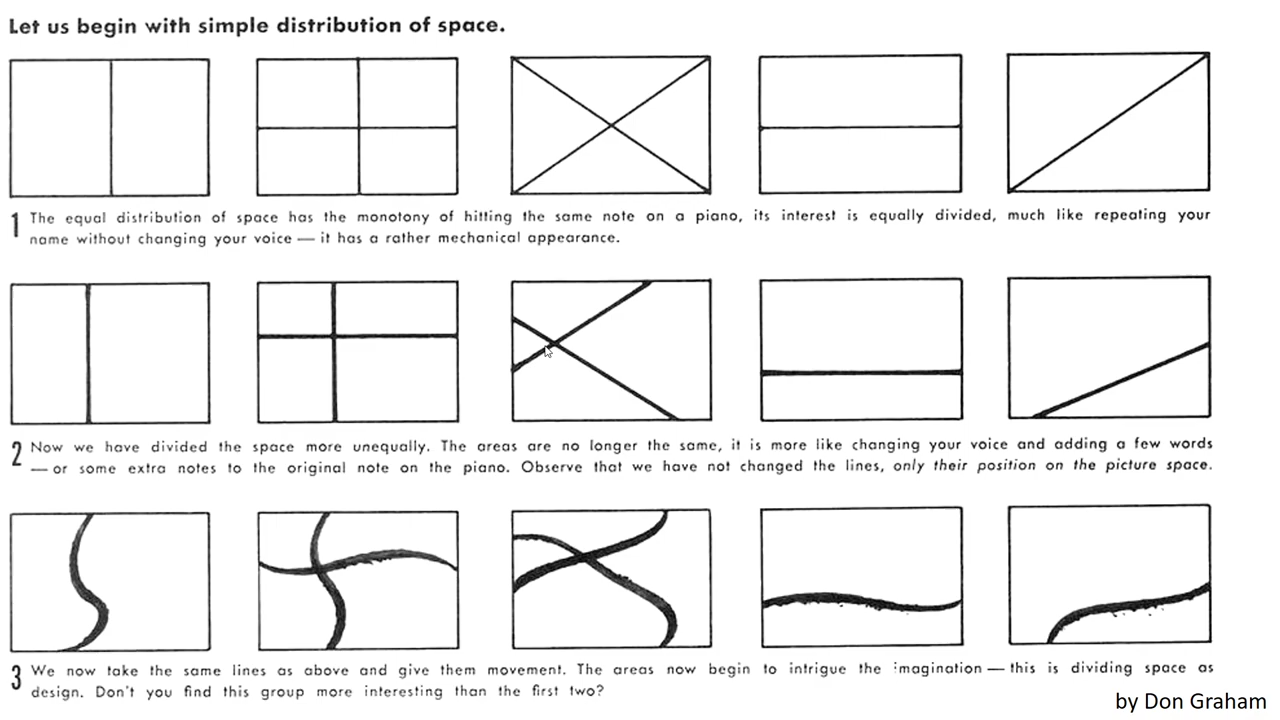 Let us begin with simple distribution of space.
1 The equal distribution of space has the monotony of hitting the same note on a piano, its interest is equally divided, much like repeating your
name without changing your voice — it has a rather mechanical appearance.
2 Now we have divided the space more unequally. The areas are no longer the same, it is more like changing your voice and adding a few words
— or some extra notes to the original note on the piano. Observe that we have not changed the lines, only their position on the picture space.
3 We now take the same lines as above and give them movement. The areas now begin to intrigue the imagination — this is dividing space as
design. Don't you find this group more interesting than the first two?
by Don Graham